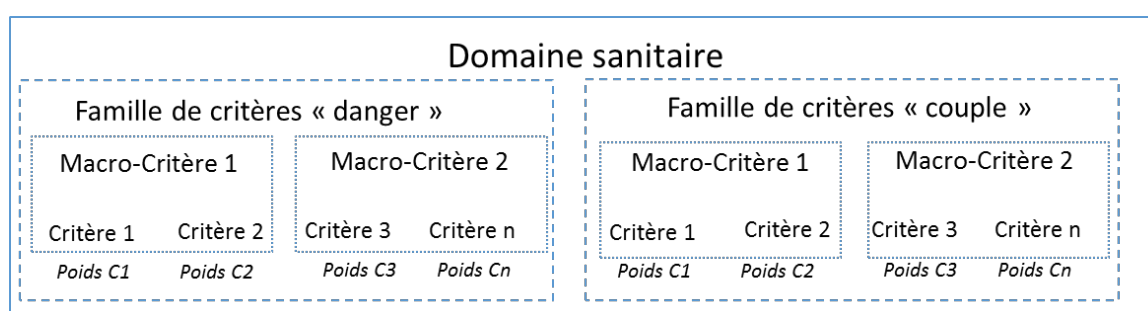 Domaine sanitaire
Famille de critères « danger »
Macro-Critère 1
Macro-Critère 2
Critère 1
Critère 2
Critère 3
Critère n
Poids C1
Poids C2
Poids C3
Poids Cn
Famille de critères « couple »
Macro-Critère 1
Macro-Critère 2
Critère 1
Critère 2
Critère 3
Critère n
Poids C1
Poids C2
Poids C3
Poids Cn